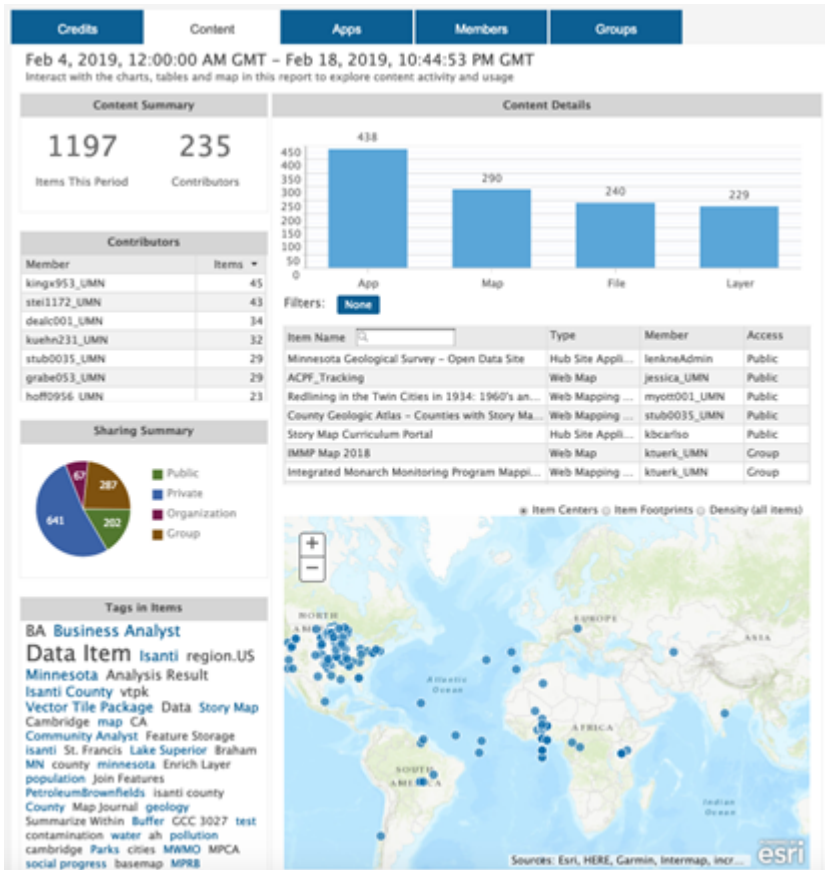 Credits
Content
Apps
Members
Groups
Feb 4, 2019, 12:00:00 AM GMT – Feb 18, 2019, 10:44:53 PM GMT
Interact with the charts, tables and map in this report to explore content activity and usage
Content Summary
1197
235
Items This Period
Contributors
Contributors
Member Items
kingx953_UMN 45
stei1172_UMN 43
dealc001_UMN 34
kuehn231_UMN 32
stub0035_UMN 29
grabe053_UMN 29
hoff0956_UMN 23
Sharing Summary
67
287
641
202
Public
Private
Organization
Group
Tags in Items
BA Business Analyst
Data Item Isanti region.US
Minnesota Analysis Result
Isanti County vtpk
Vector Tile Package Data Story Map
Cambridge map CA
Community Analyst Feature Storage
isanti St. Francis Lake Superior Braham
MN county minnesota Enrich Layer
population Join Features
PetroleumBrownfields isanti county
County Map Journal geology
Summarize Within Buffer GCC 3027 test
contamination water ah pollution
cambridge Parks cities MWMO MPCA
social progress basemap MPRB
Content Details
438
290
240
229
450
400
350
300
250
200
150
100
50
0
App
Map
File
Layer
Filters: None
Item Name Type Member Access
Minnesota Geological Survey – Open Data Site Hub Site Appli... lenkneAdmin Public
ACPF_Tracking Web Map jessica_UMN Public
Redlining in the Twin Cities in 1934: 1960's an... Web Mapping ... myott001_UMN Public
County Geologic Atlas – Counties with Story Ma... Web Mapping ... stub0035_UMN Public
Story Map Curriculum Portal Hub Site Appli... kbcarlso Public
IMMP Map 2018 Web Map ktuerk_UMN Group
Integrated Monarch Monitoring Program Mappi... Web Mapping ... ktuerk_UMN Group
Item Centers Item Footprints Density (all items)
+
−
NORTH
AMERICA
EUROPE
ASIA
Atlantic
Ocean
AFRICA
SOUTH
AMERICA
Indian
Ocean
Sources: Esri, HERE, Garmin, Intermap, incr...
esri